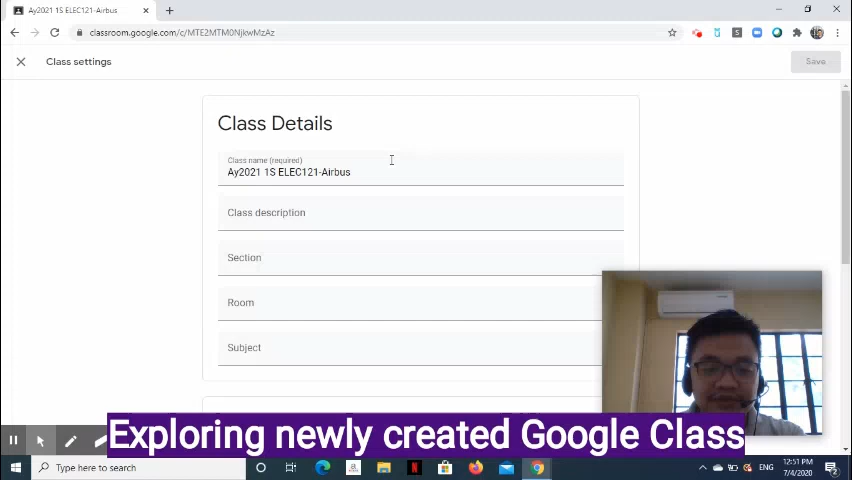 Ay2021 1S ELEC121-Airbus
classroom.google.com/c/MTE2MTM0NjkwMzAz
Class settings
Save
Class Details
Class name (required)
Ay2021 1S ELEC121-Airbus
Class description
Section
Room
Subject
Exploring newly created Google Class
Type here to search
ENG
12:51 PM
7/4/2020